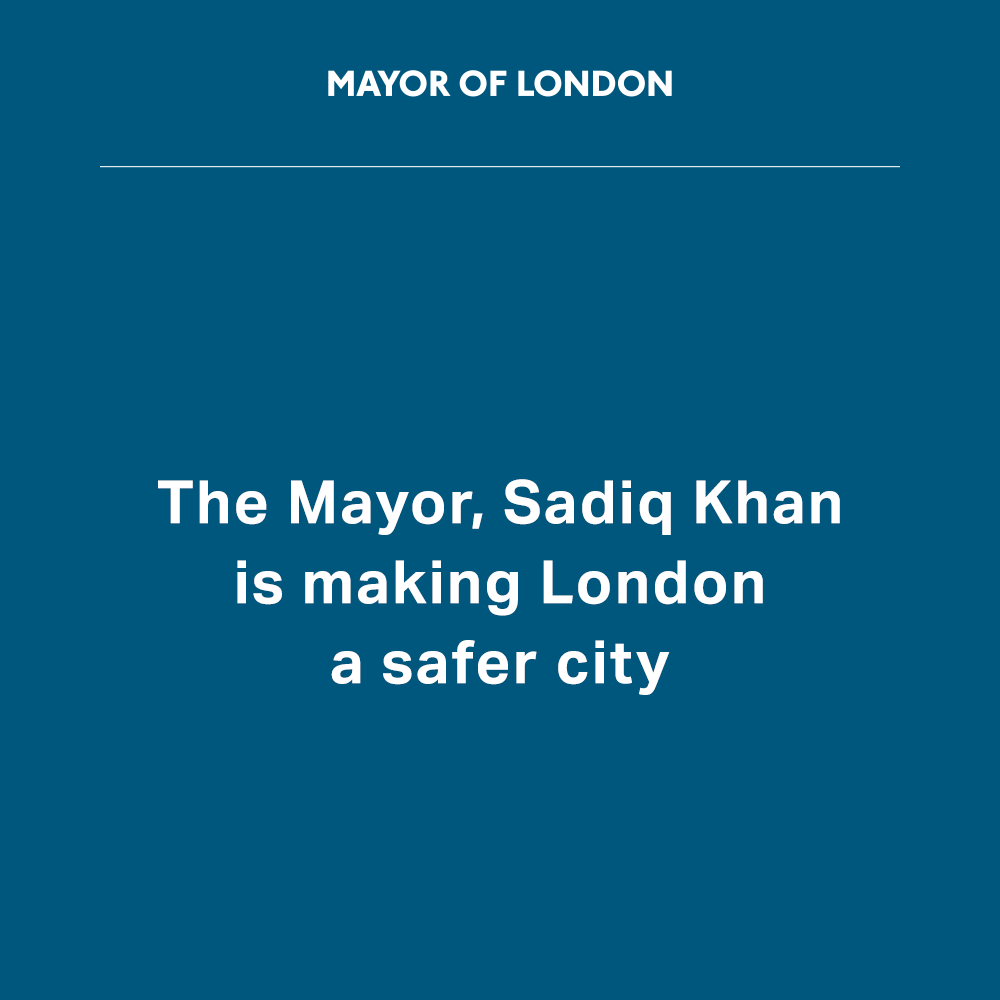 MAYOR OF LONDON
The Mayor, Sadiq Khan
is making London
a safer city